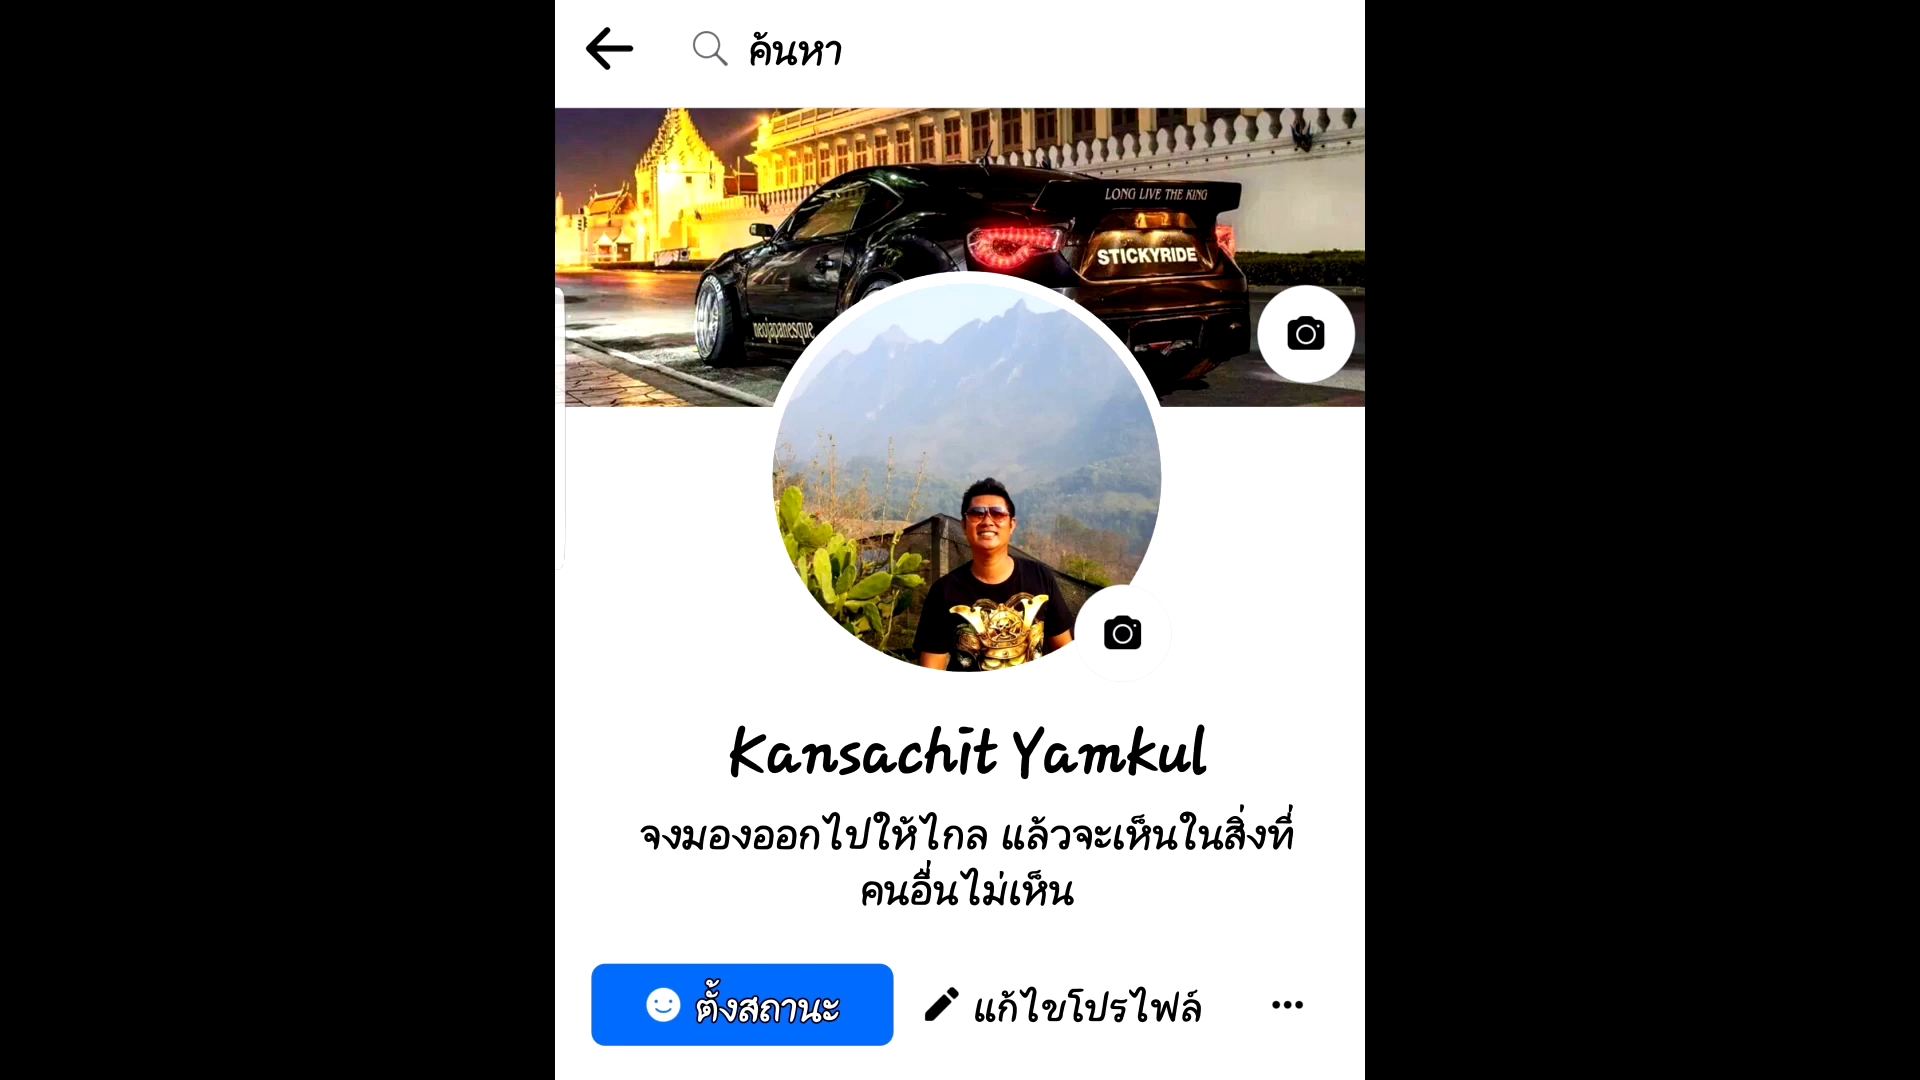 ค้นหา
LONG LIVE THE KING
STICKYRIDE
neojapanesque
Kansachit Yamkul
จงมองออกไปให้ไกล แล้วจะเห็นในสิ่งที่
คนอื่นไม่เห็น
ตั้งสถานะ
แก้ไขโปรไฟล์